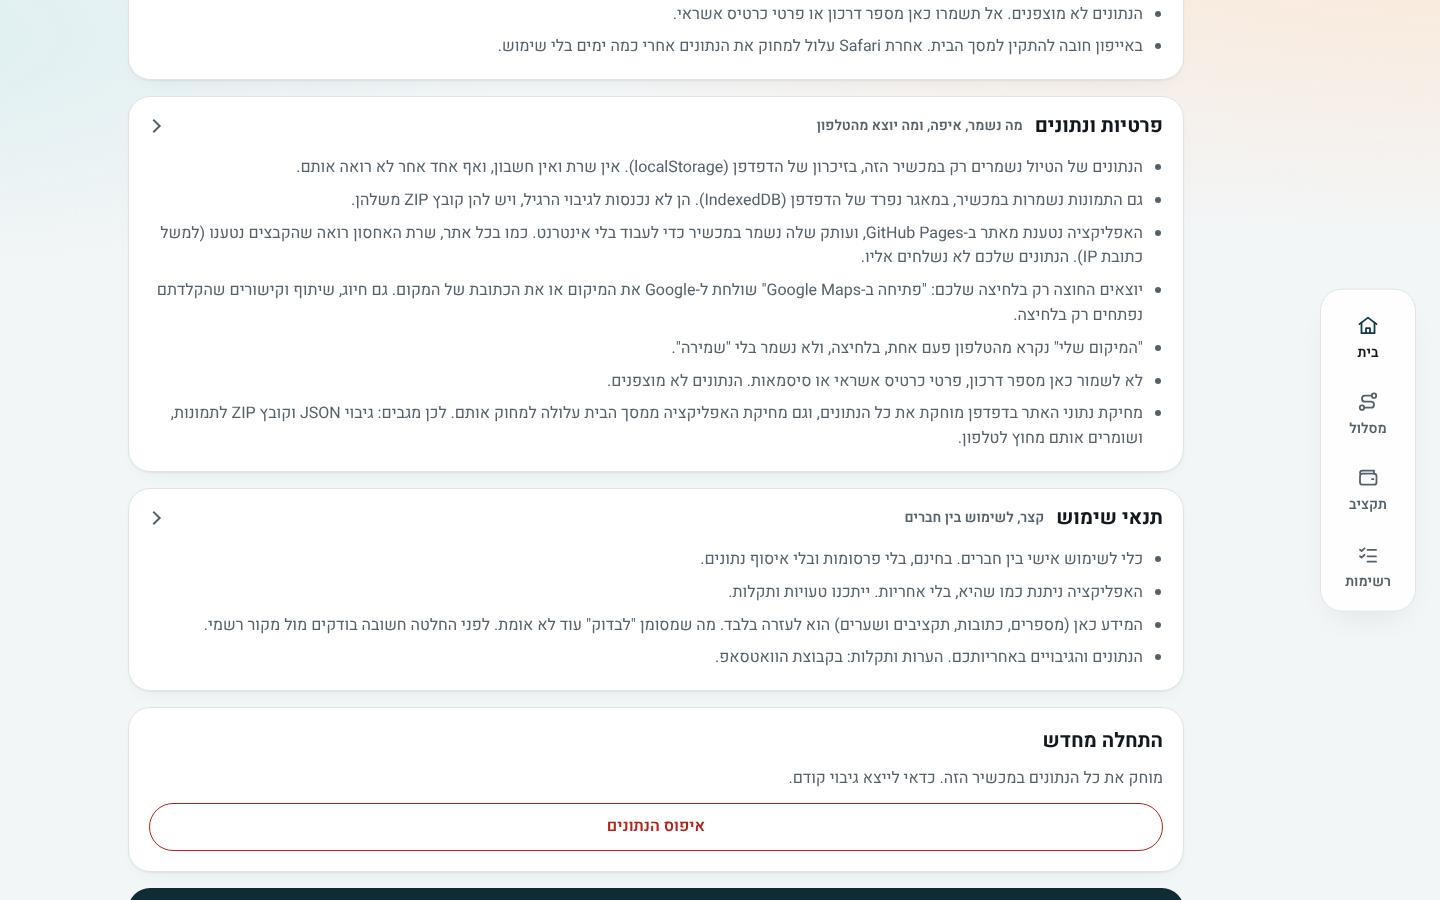 הנתונים לא מוצפנים. אל תשמרו כאן מספר דרכון או פרטי כרטיס אשראי.
באייפון חובה להתקין למסך הבית. אחרת Safari עלול למחוק את הנתונים אחרי כמה ימים בלי שימוש.
פרטיות ונתונים מה נשמר, איפה, ומה יוצא מהטלפון
הנתונים של הטיול נשמרים רק במכשיר הזה, בזיכרון של הדפדפן (localStorage). אין שרת ואין חשבון, ואף אחד אחר לא רואה אותם.
גם התמונות נשמרות במכשיר, במאגר נפרד של הדפדפן (IndexedDB). הן לא נכנסות לגיבוי הרגיל, ויש להן קובץ ZIP משלהן.
האפליקציה נטענת מאתר ב-GitHub Pages, ועותק שלה נשמר במכשיר כדי לעבוד בלי אינטרנט. כמו בכל אתר, שרת האחסון רואה שהקבצים נטענו (למשל
כתובת IP). הנתונים שלכם לא נשלחים אליו.
יוצאים החוצה רק בלחיצה שלכם: "פתיחה ב-Google Maps" שולחת ל-Google את המיקום או את הכתובת של המקום. גם חיוג, שיתוף וקישורים שהקלדתם
נפתחים רק בלחיצה.
"המיקום שלי" נקרא מהטלפון פעם אחת, בלחיצה, ולא נשמר בלי "שמירה".
לא לשמור כאן מספר דרכון, פרטי כרטיס אשראי או סיסמאות. הנתונים לא מוצפנים.
מחיקת נתוני האתר בדפדפן מוחקת את כל הנתונים, וגם מחיקת האפליקציה ממסך הבית עלולה למחוק אותם. לכן מגבים: גיבוי JSON וקובץ ZIP לתמונות,
ושומרים אותם מחוץ לטלפון.
תנאי שימוש קצר, לשימוש בין חברים
כלי לשימוש אישי בין חברים. בחינם, בלי פרסומות ובלי איסוף נתונים.
האפליקציה ניתנת כמו שהיא, בלי אחריות. ייתכנו טעויות ותקלות.
המידע כאן (מספרים, כתובות, תקציבים ושערים) הוא לעזרה בלבד. מה שמסומן "לבדוק" עוד לא אומת. לפני החלטה חשובה בודקים מול מקור רשמי.
הנתונים והגיבויים באחריותכם. הערות ותקלות: בקבוצת הוואטסאפ.
התחלה מחדש
מוחק את כל הנתונים במכשיר הזה. כדאי לייצא גיבוי קודם.
איפוס הנתונים
בית
מסלול
תקציב
רשימות